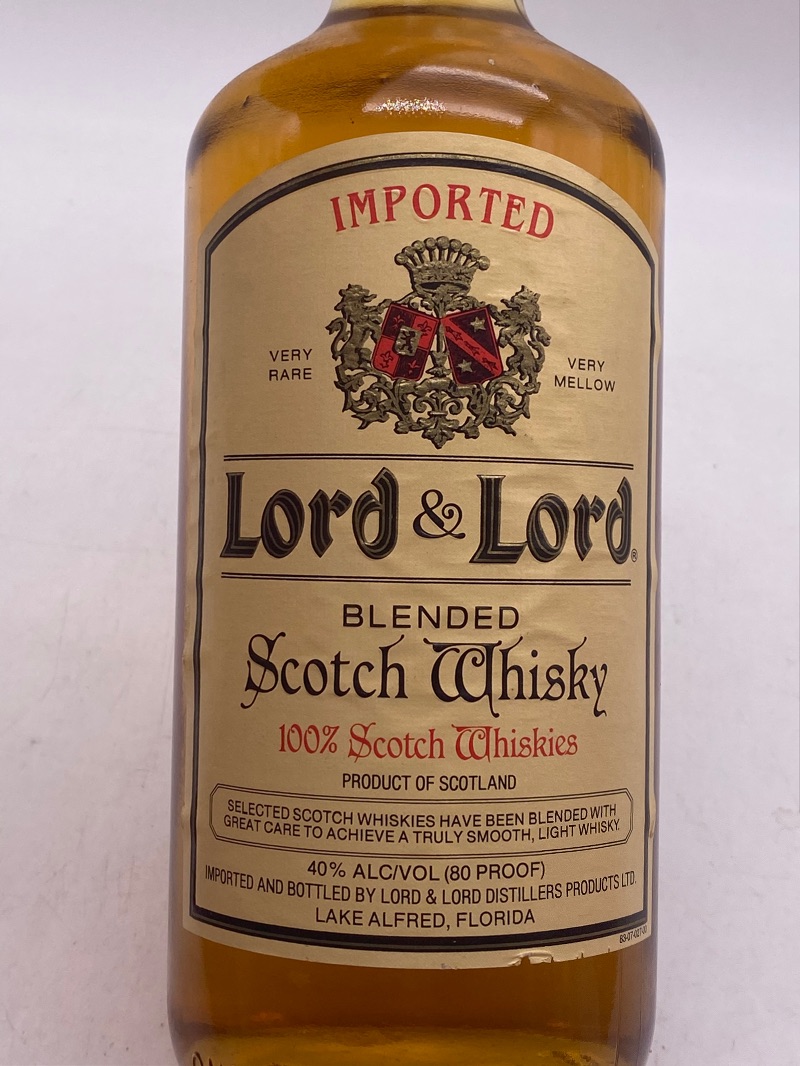 IMPORTED
VERY RARE
VERY MELLOW
Lord & Lord®
BLENDED
Scotch Whisky
100% Scotch Whiskies
PRODUCT OF SCOTLAND
SELECTED SCOTCH WHISKIES HAVE BEEN BLENDED WITH
GREAT CARE TO ACHIEVE A TRULY SMOOTH, LIGHT WHISKY.
40% ALC/VOL (80 PROOF)
IMPORTED AND BOTTLED BY LORD & LORD DISTILLERS PRODUCTS LTD.
LAKE ALFRED, FLORIDA